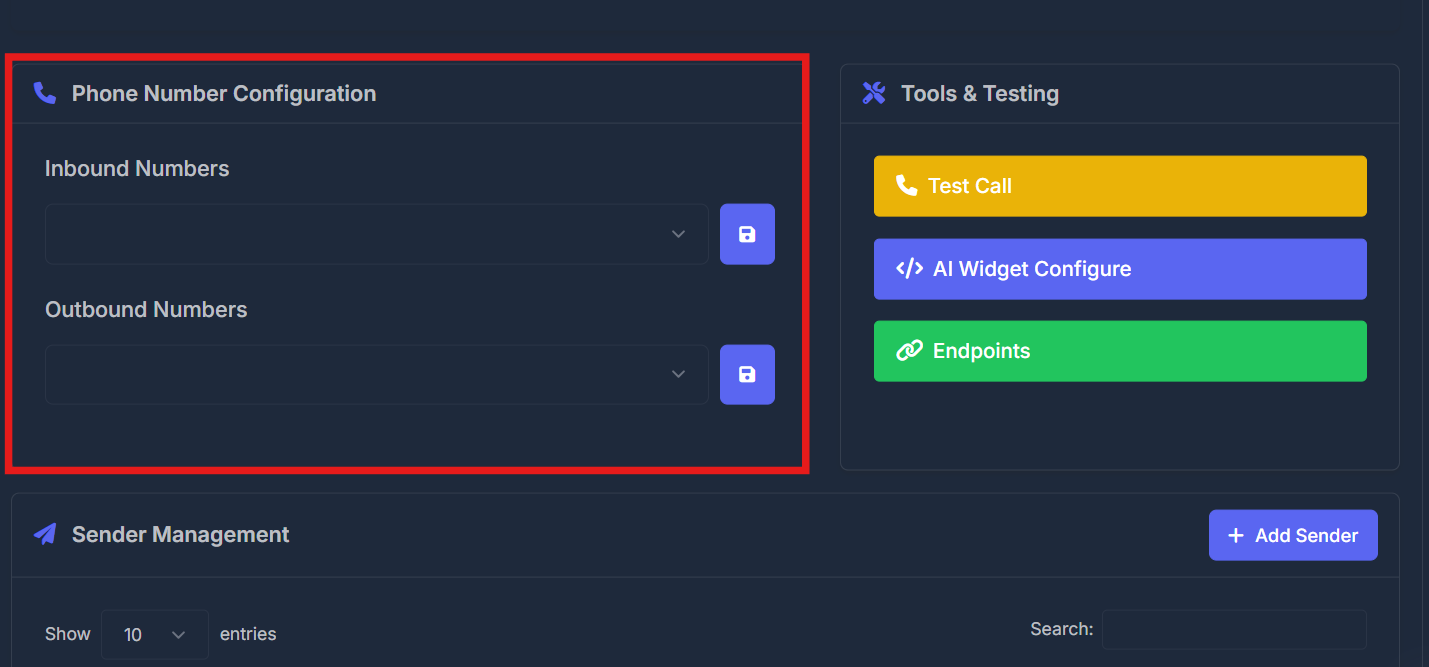 Phone Number Configuration
Inbound Numbers
Outbound Numbers
Tools & Testing
Test Call
AI Widget Configure
Endpoints
Sender Management
Add Sender
Show 10 entries
Search: